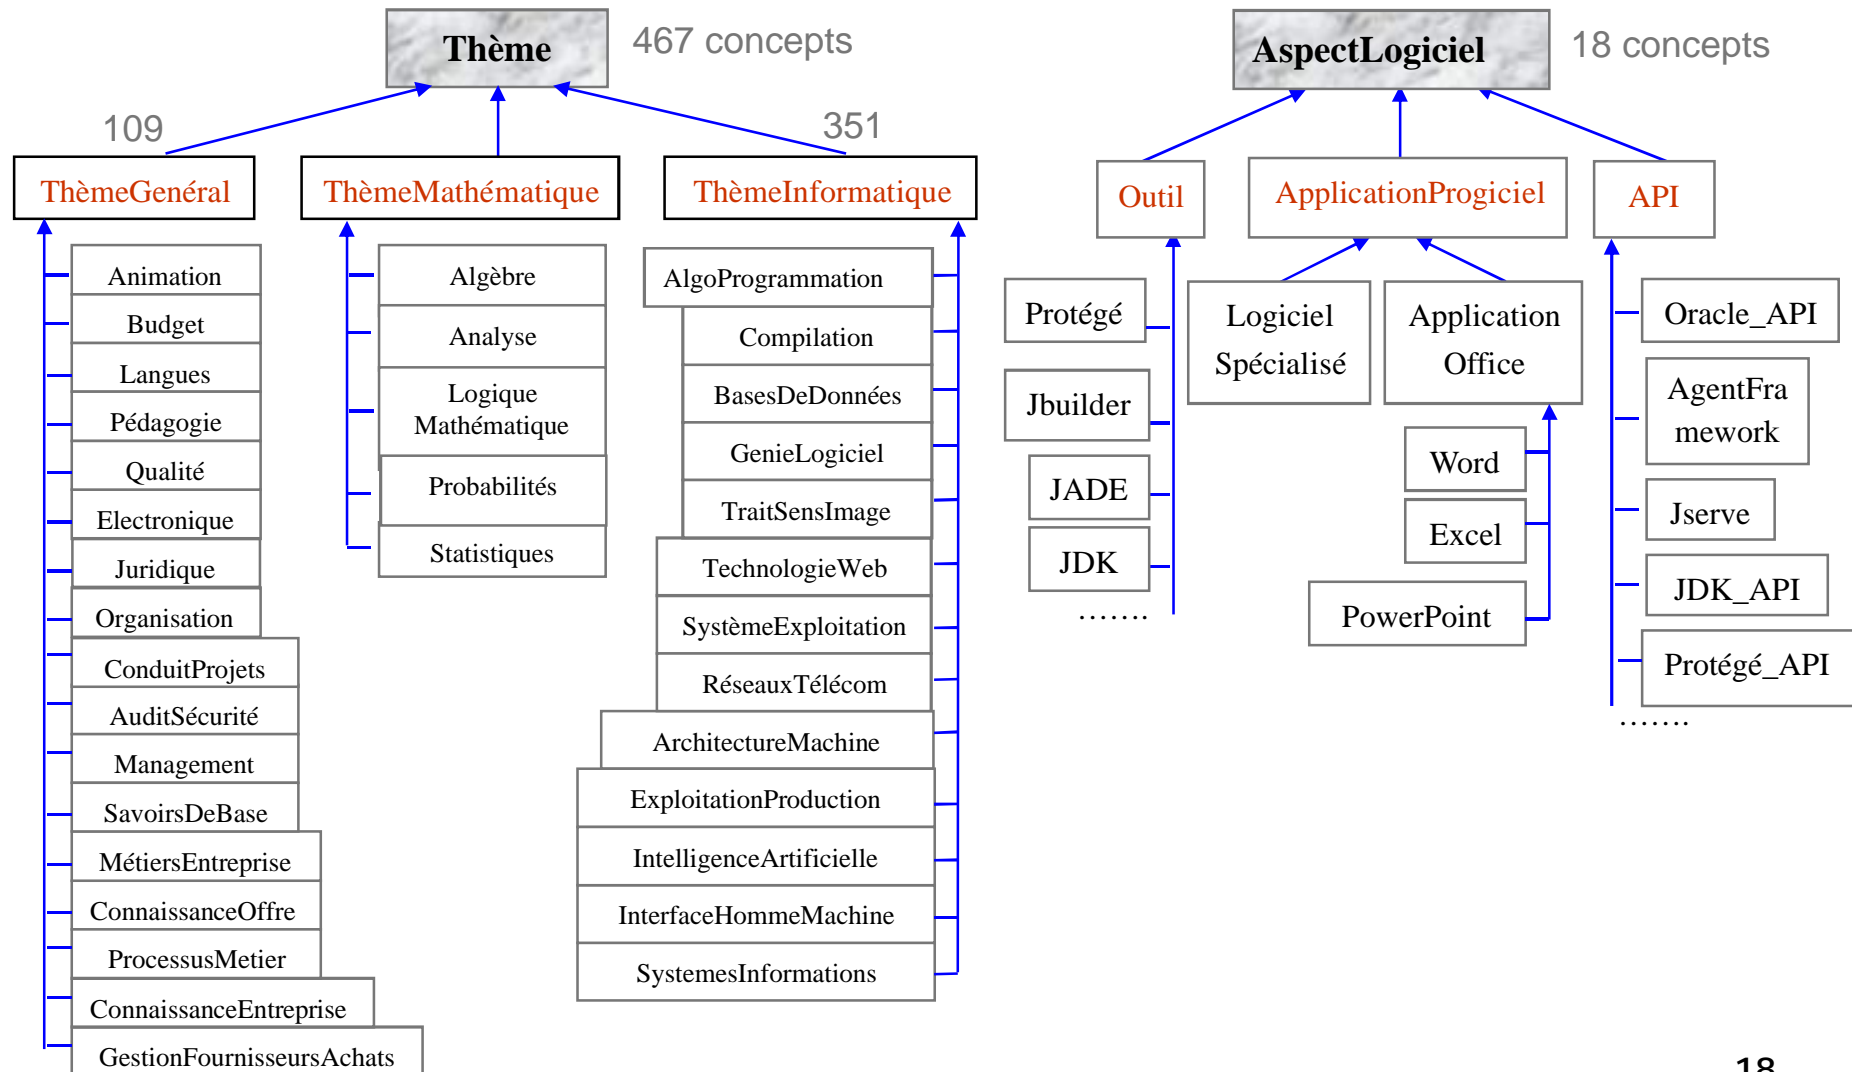 Thème
467 concepts
109
351
ThèmeGenéral
ThèmeMathématique
ThèmeInformatique
Animation
Budget
Langues
Pédagogie
Qualité
Electronique
Juridique
Organisation
ConduitProjets
AuditSécurité
Management
SavoirsDeBase
MétiersEntreprise
ConnaissanceOffre
ProcessusMetier
ConnaissanceEntreprise
GestionFournisseursAchats
Algèbre
Analyse
Logique
Mathématique
Probabilités
Statistiques
AlgoProgrammation
Compilation
BasesDeDonnées
GenieLogiciel
TraitSensImage
TechnologieWeb
SystèmeExploitation
RéseauxTélécom
ArchitectureMachine
ExploitationProduction
IntelligenceArtificielle
InterfaceHommeMachine
SystemesInformations
AspectLogiciel
18 concepts
Outil
ApplicationProgiciel
API
Protégé
Jbuilder
JADE
JDK
.......
Logiciel
Spécialisé
Application
Office
Word
Excel
PowerPoint
Oracle_API
AgentFra
mework
Jserve
JDK_API
Protégé_API
.......
18